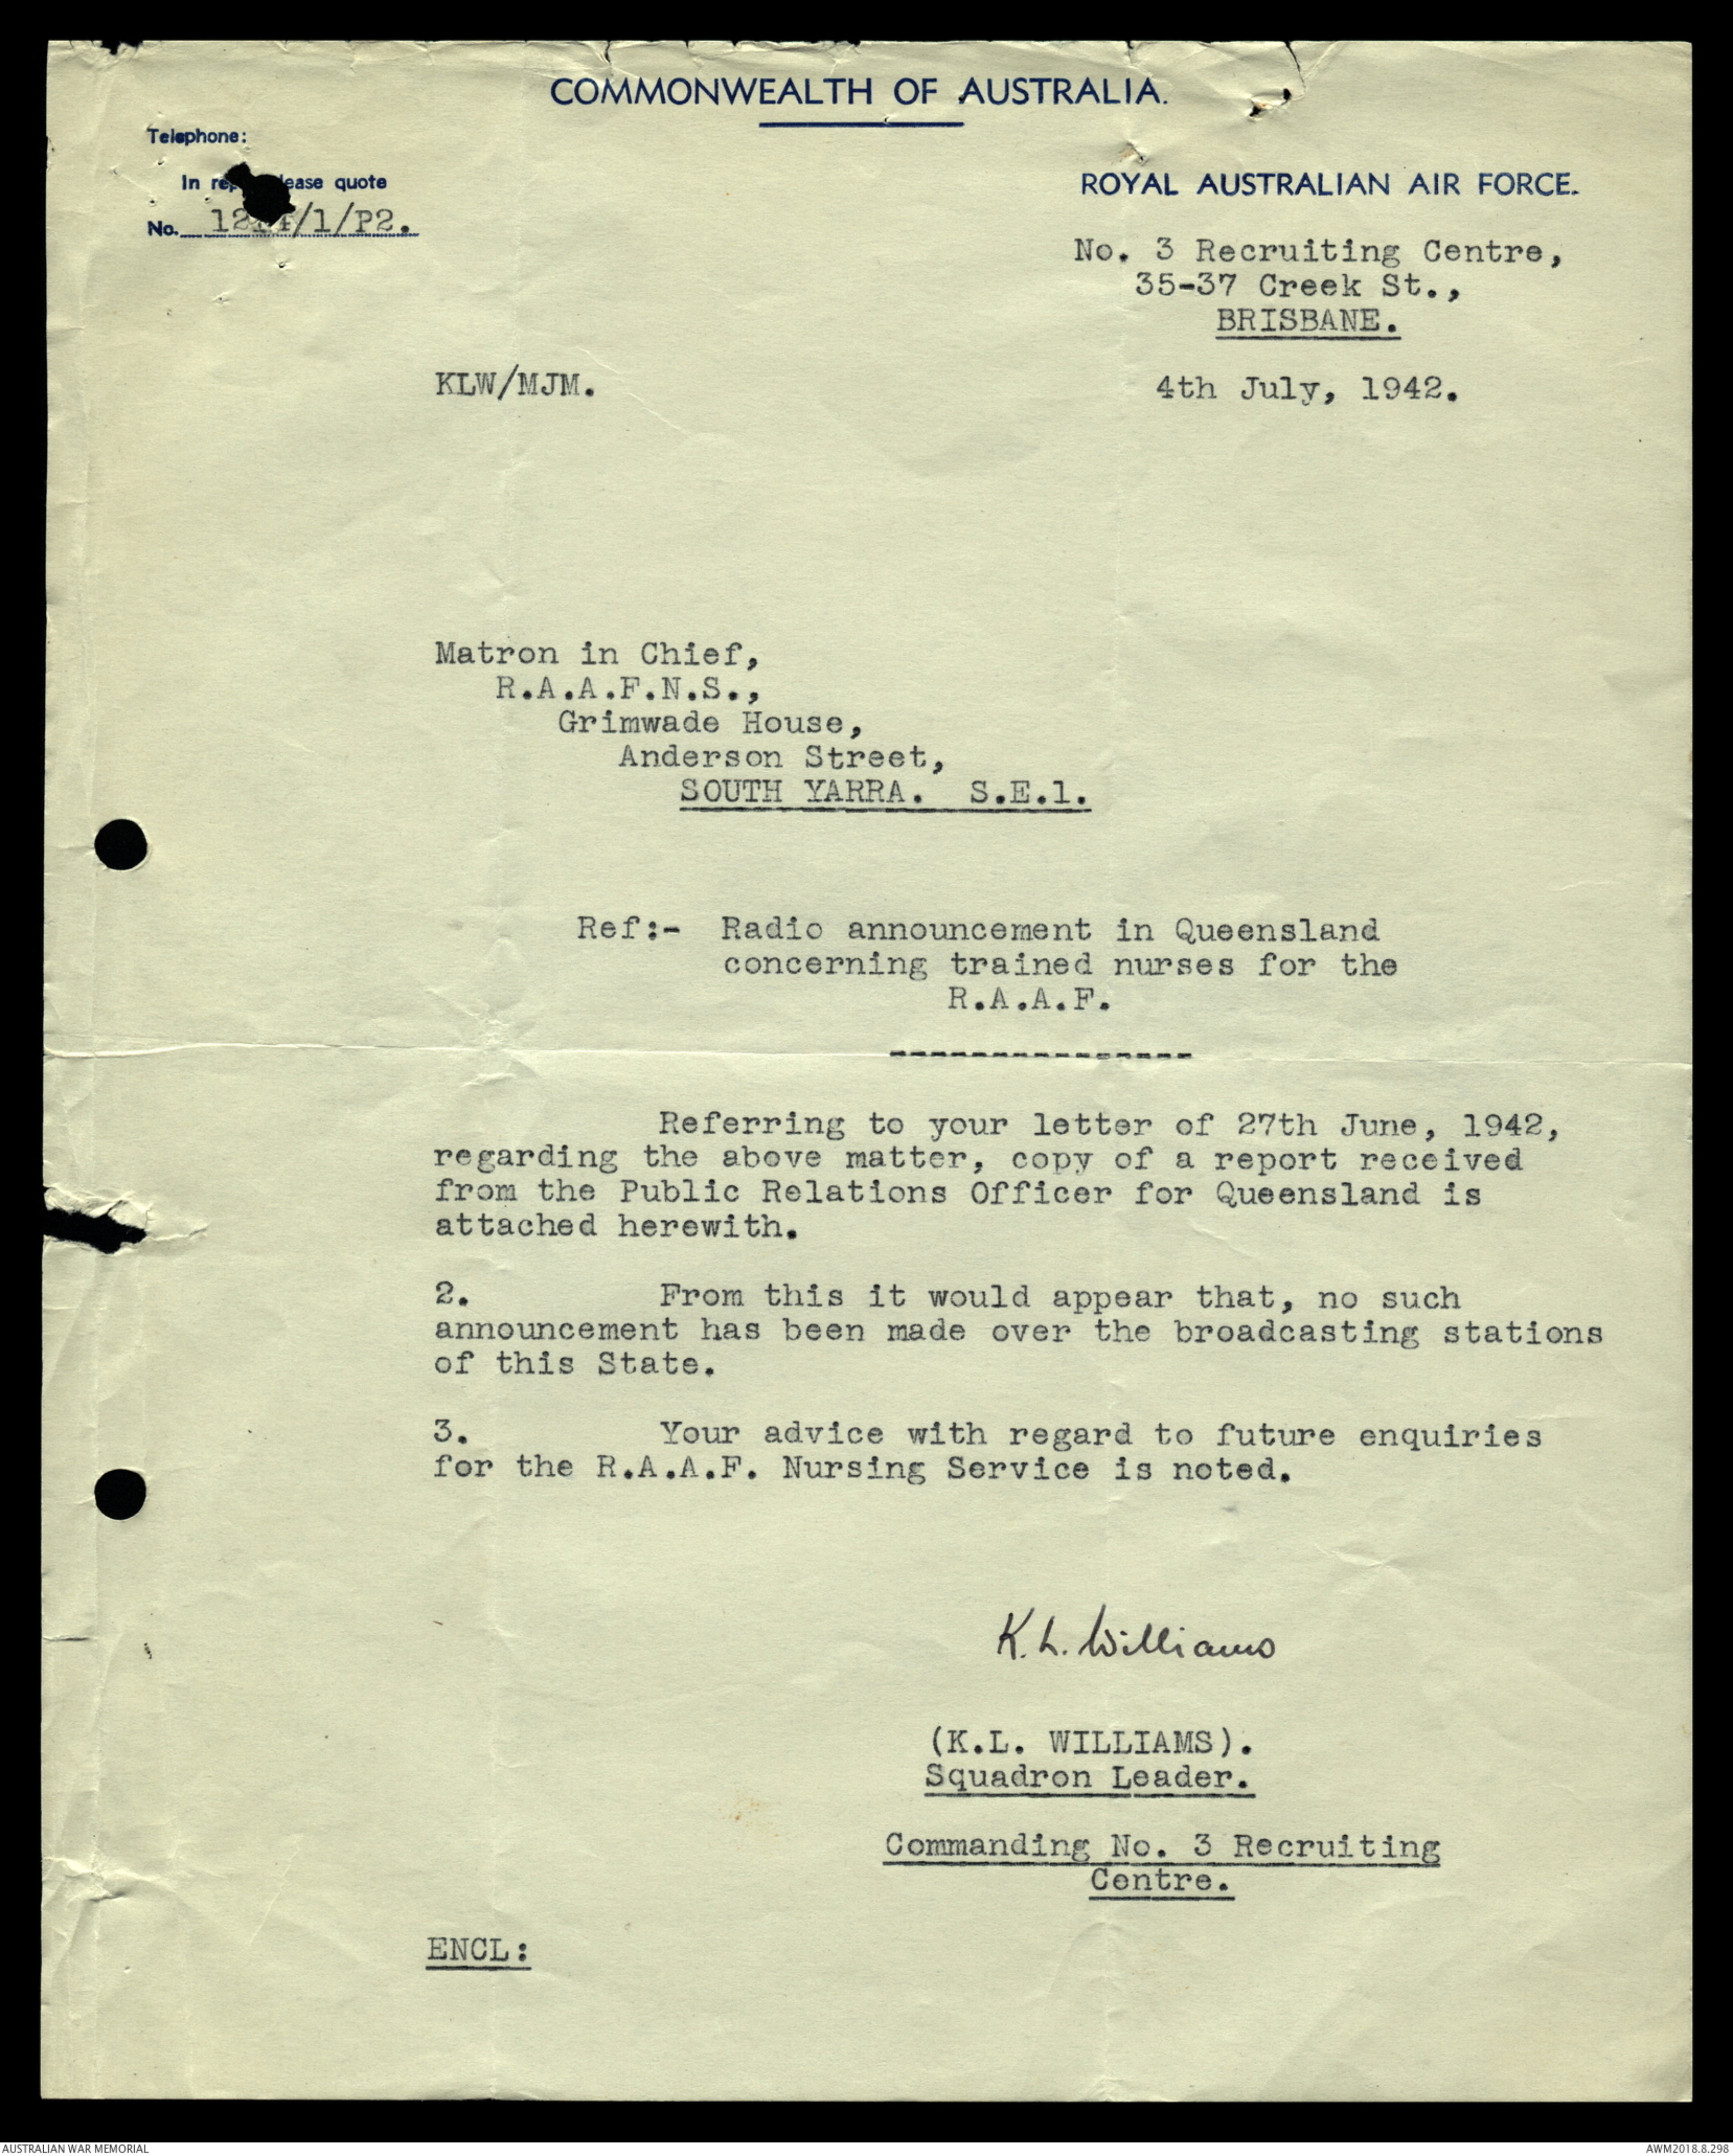 COMMONWEALTH OF AUSTRALIA.
Telephone:
In quote
No. /1/P2.
ROYAL AUSTRALIAN AIR FORCE.
No. 3 Recruiting Centre,
35-37 Creek St.,
BRISBANE.
KLW/MJM.
4th July, 1942.
Matron in Chief,
R.A.A.F.N.S.,
Grimwade House,
Anderson Street,
SOUTH YARRA. S.E.1.
Ref:- Radio announcement in Queensland
concerning trained nurses for the
R.A.A.F.
---------------
Referring to your letter of 27th June, 1942,
regarding the above matter, copy of a report received
from the Public Relations Officer for Queensland is
attached herewith.
2. From this it would appear that, no such
announcement has been made over the broadcasting stations
of this State.
3. Your advice with regard to future enquiries
for the R.A.A.F. Nursing Service is noted.
K.L. Williams
(K.L. WILLIAMS).
Squadron Leader.
Commanding No. 3 Recruiting
Centre.
ENCL:
AUSTRALIAN WAR MEMORIAL
AWM2018.8.298